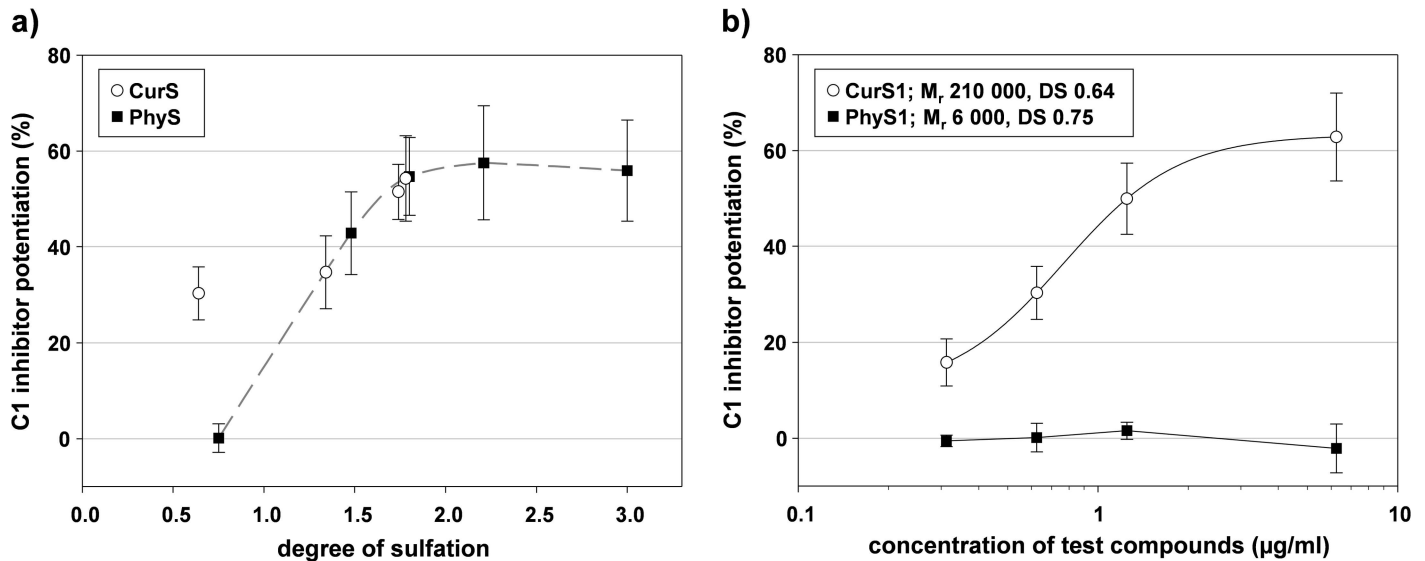 a)
C1 inhibitor potentiation (%)
80
60
40
20
0
CurS
PhyS
0.0 0.5 1.0 1.5 2.0 2.5 3.0
degree of sulfation
b)
C1 inhibitor potentiation (%)
80
60
40
20
0
CurS1; Mr 210 000, DS 0.64
PhyS1; Mr 6 000, DS 0.75
0.1 1 10
concentration of test compounds (µg/ml)